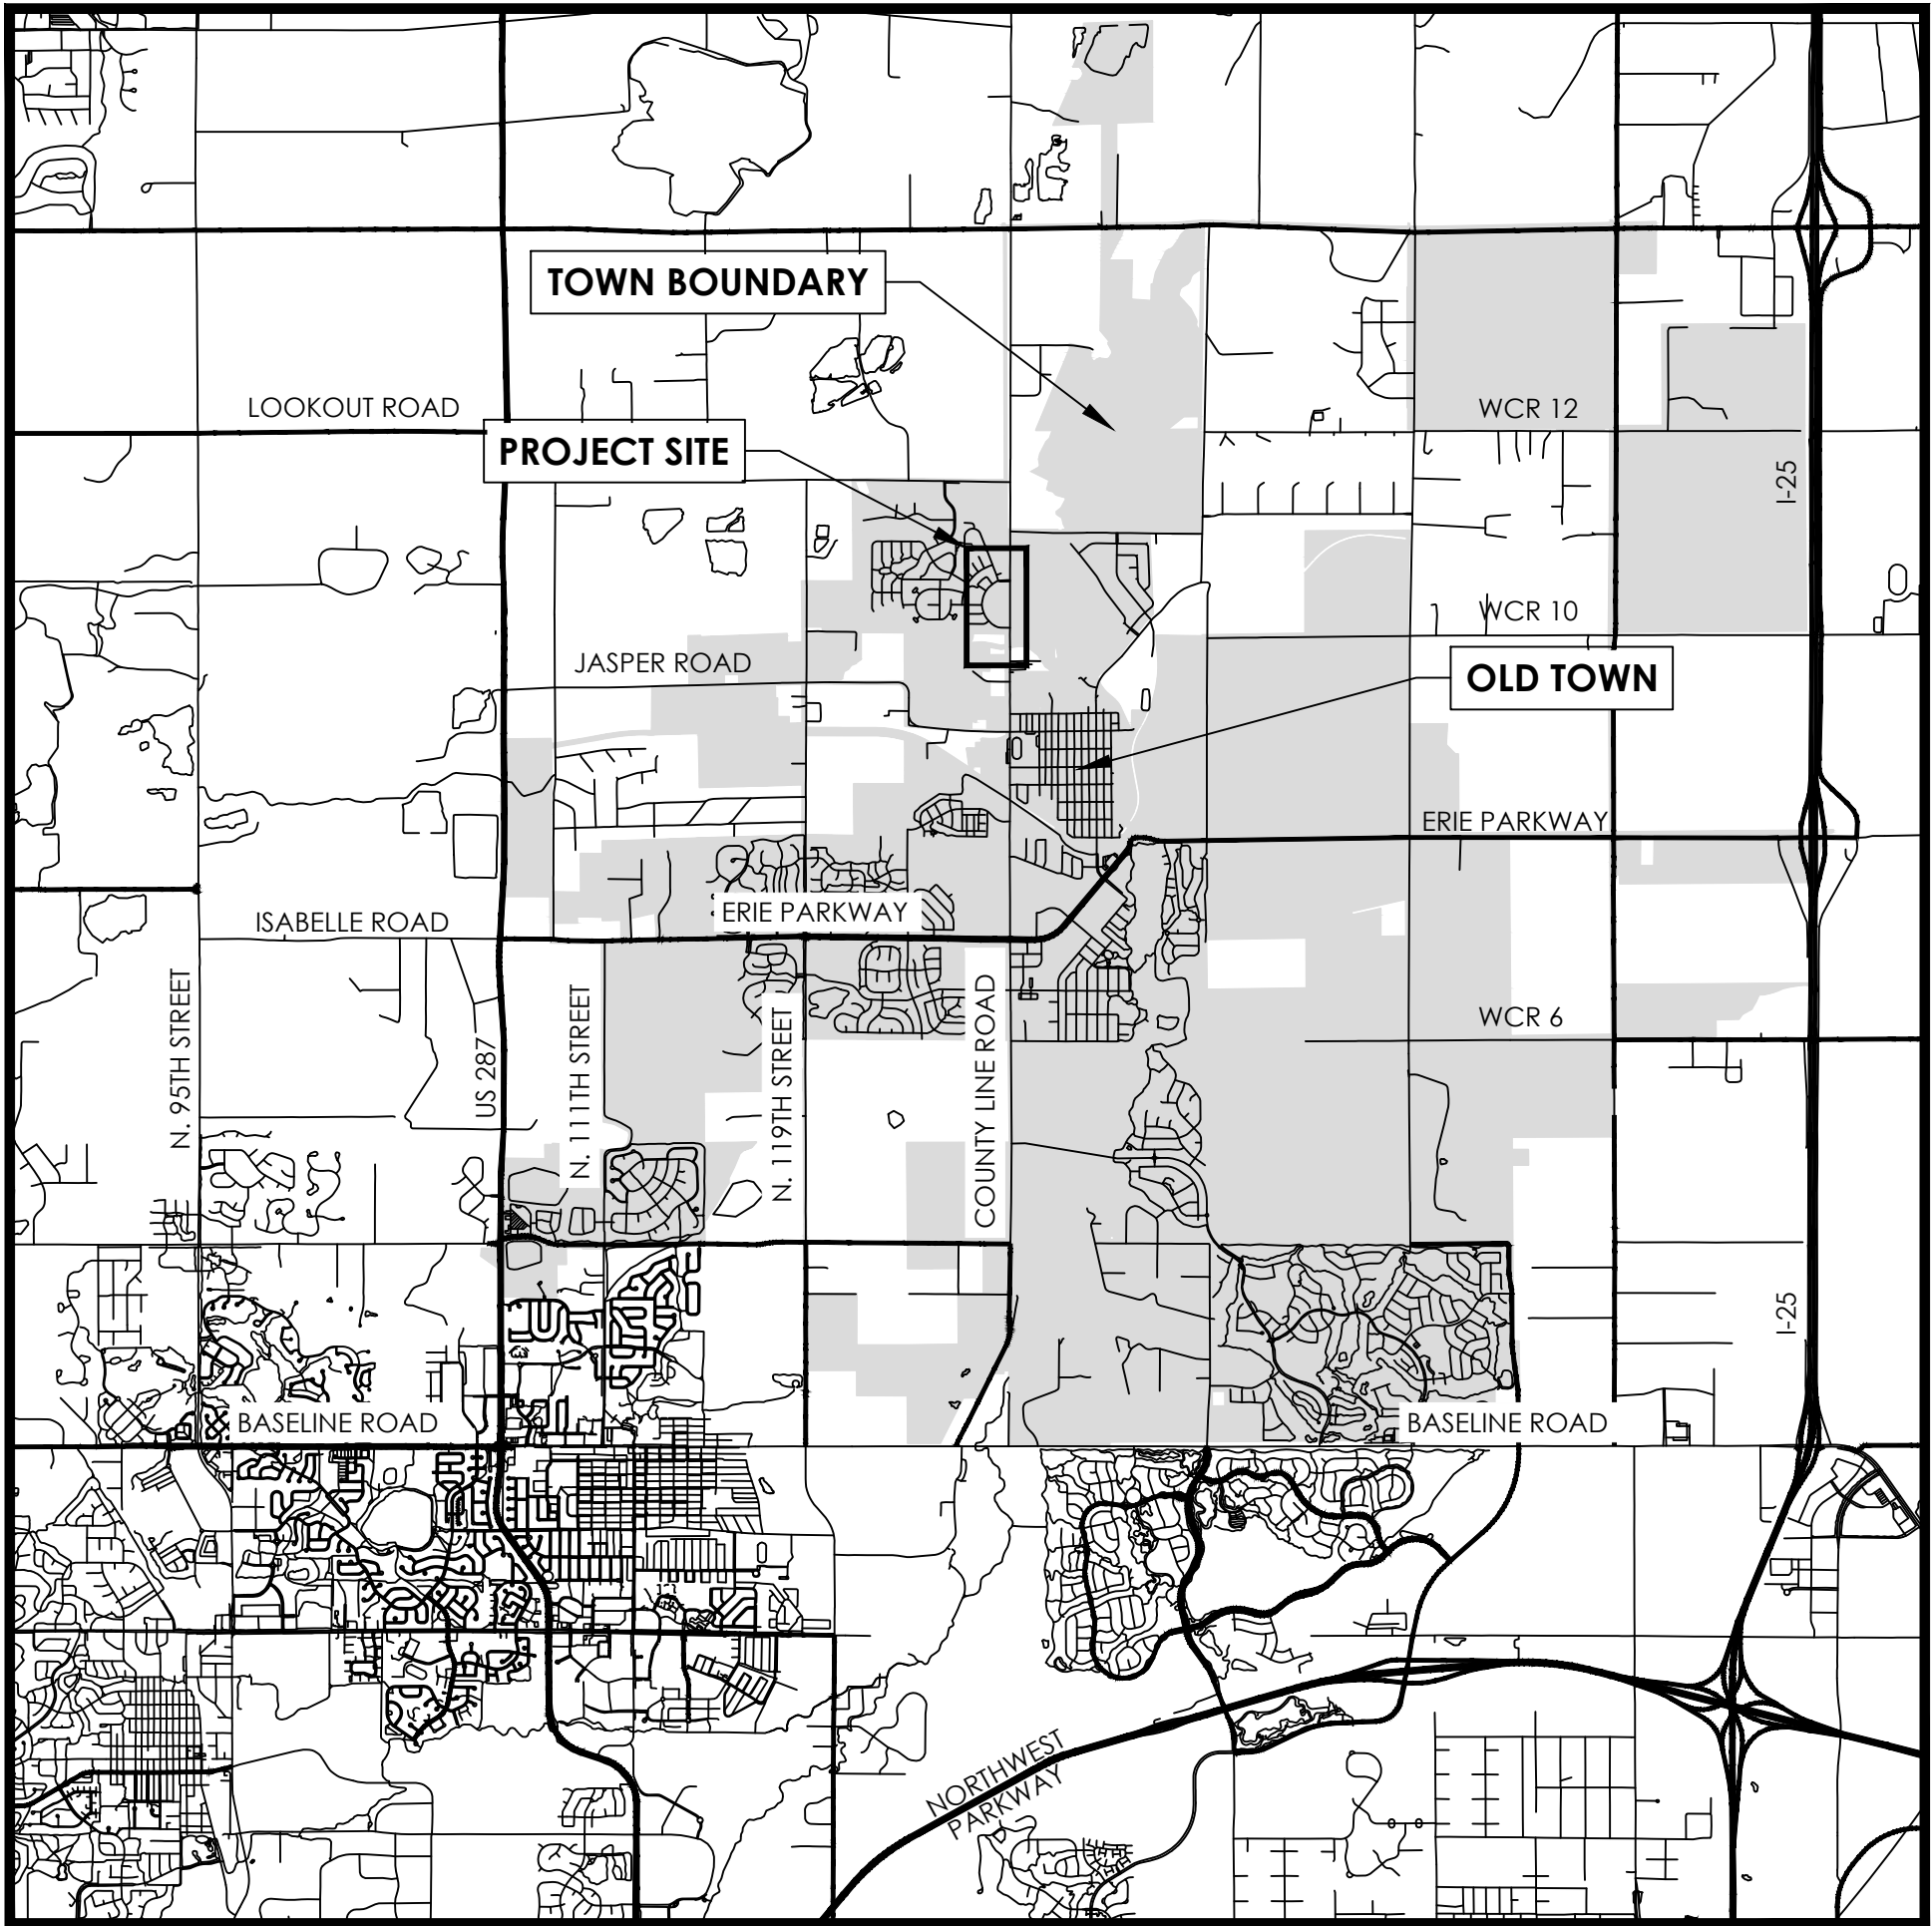 TOWN BOUNDARY
LOOKOUT ROAD
WCR 12
PROJECT SITE
I-25
WCR 10
JASPER ROAD
OLD TOWN
ERIE PARKWAY
ERIE PARKWAY
ISABELLE ROAD
N. 95TH STREET
US 287
N. 111TH STREET
N. 119TH STREET
COUNTY LINE ROAD
WCR 6
I-25
BASELINE ROAD
BASELINE ROAD
NORTHWEST
PARKWAY